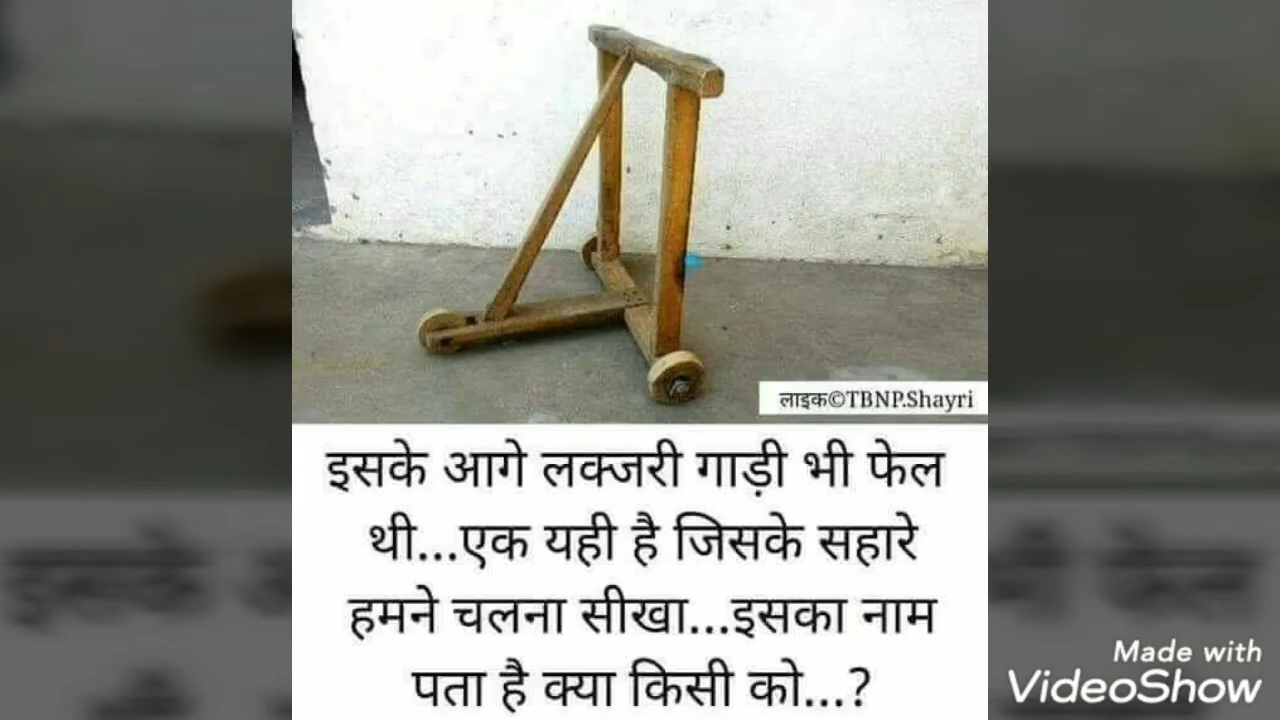 लाइक©TBNP.Shayri
इसके आगे लक्जरी गाड़ी भी फेल
थी...एक यही है जिसके सहारे
हमने चलना सीखा...इसका नाम
पता है क्या किसी को...?
Made with
VideoShow